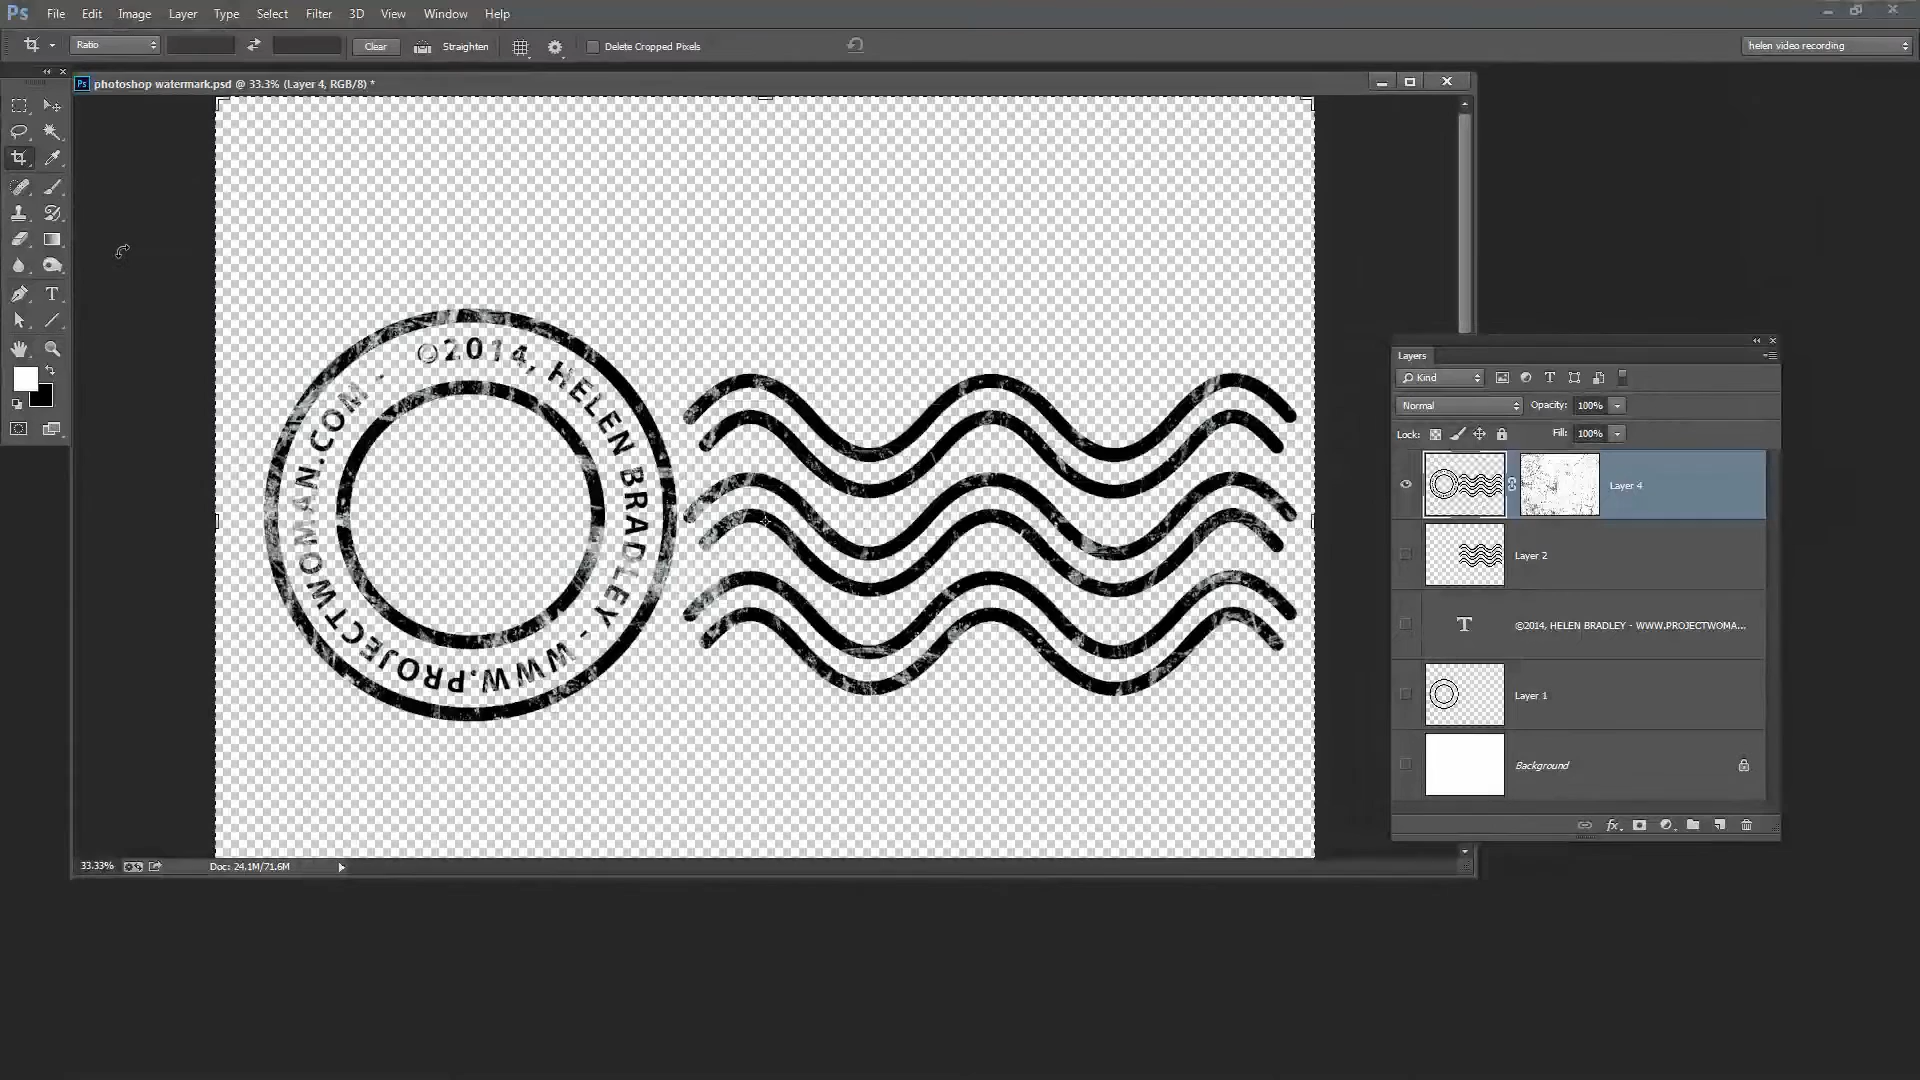 Ps File Edit Image Layer Type Select Filter 3D View Window Help
Ratio Clear Straighten Delete Cropped Pixels helen video recording
Ps photoshop watermark.psd @ 33.3% (Layer 4, RGB/8) *
T
©2014, HELEN BRADLEY - WWW.PROJECTWOMAN.COM -
33.33% Doc: 24.1M/71.6M
Layers
Kind T
Normal Opacity: 100%
Lock: Fill: 100%
Layer 4
Layer 2
T ©2014, HELEN BRADLEY - WWW.PROJECTWOMA...
Layer 1
Background
fx